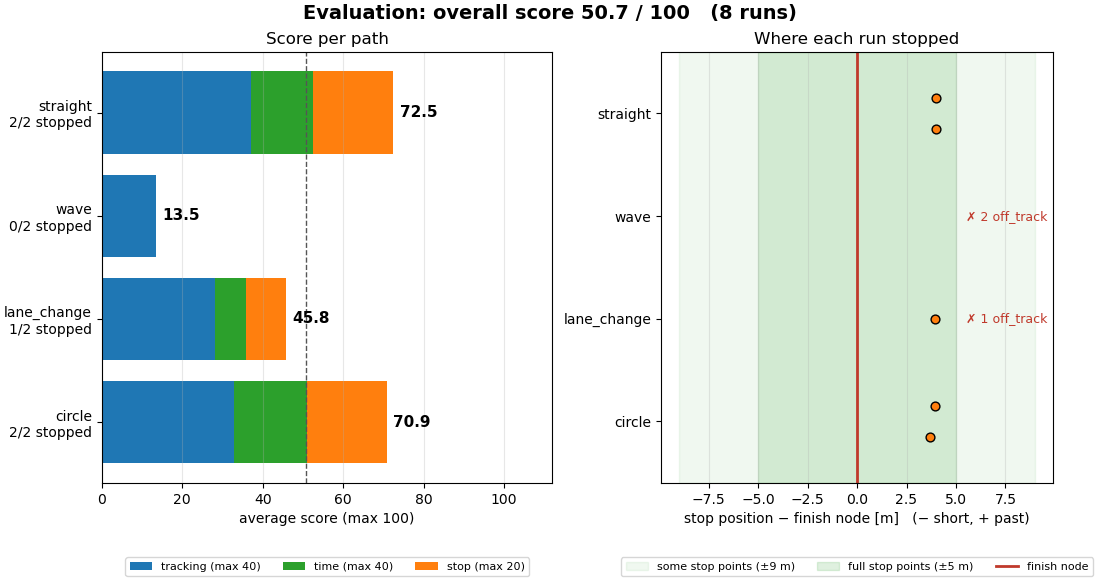 Evaluation: overall score 50.7 / 100   (8 runs)
Score per path
straight
2/2 stopped
72.5
wave
0/2 stopped
13.5
lane_change
1/2 stopped
45.8
circle
2/2 stopped
70.9
0 20 40 60 80 100
average score (max 100)
tracking (max 40) time (max 40) stop (max 20)
Where each run stopped
straight
wave
✗ 2 off_track
lane_change
✗ 1 off_track
circle
−7.5 −5.0 −2.5 0.0 2.5 5.0 7.5
stop position − finish node [m]   (− short, + past)
some stop points (±9 m) full stop points (±5 m) finish node